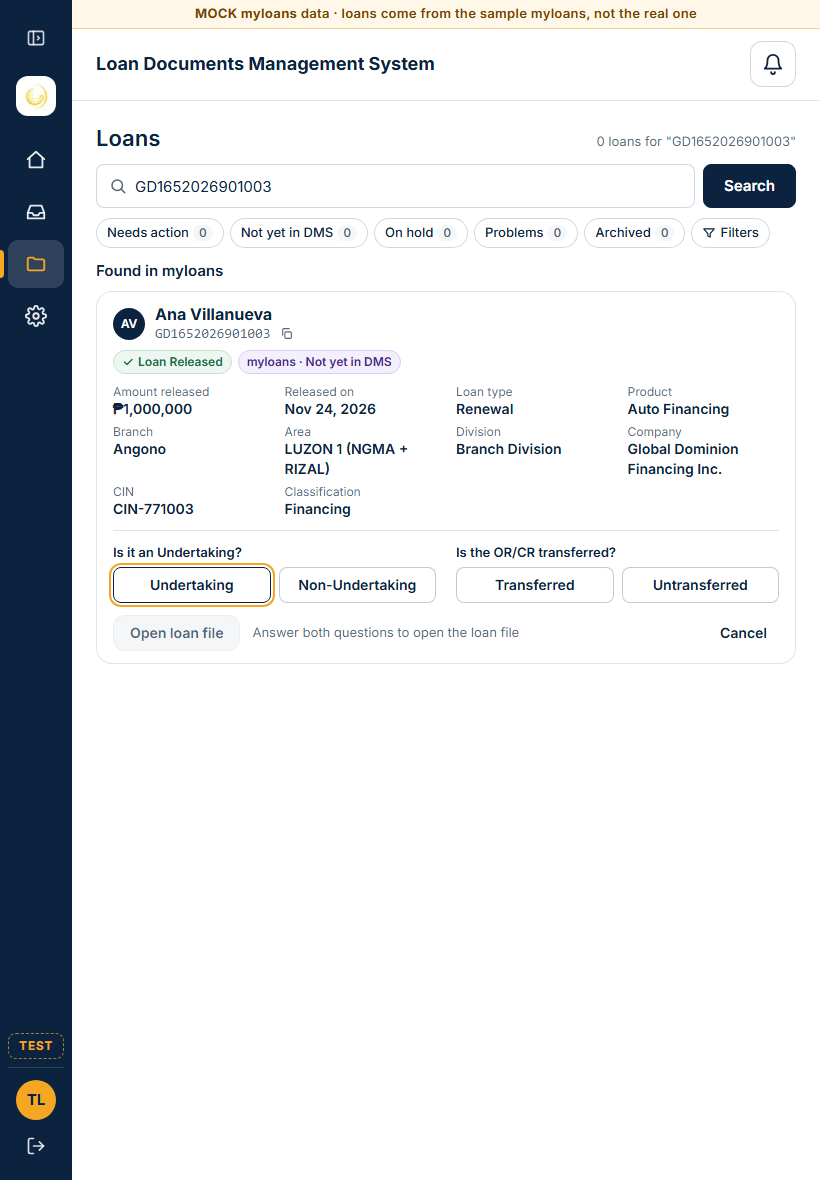 MOCK myloans data · loans come from the sample myloans, not the real one
Loan Documents Management System
Loans
0 loans for "GD1652026901003"
GD1652026901003
Search
Needs action 0
Not yet in DMS 0
On hold 0
Problems 0
Archived 0
Filters
Found in myloans
AV
Ana Villanueva
GD1652026901003
Loan Released
myloans · Not yet in DMS
Amount released
₱1,000,000
Released on
Nov 24, 2026
Loan type
Renewal
Product
Auto Financing
Branch
Angono
Area
LUZON 1 (NGMA +
RIZAL)
Division
Branch Division
Company
Global Dominion
Financing Inc.
CIN
CIN-771003
Classification
Financing
Is it an Undertaking?
Undertaking
Non-Undertaking
Is the OR/CR transferred?
Transferred
Untransferred
Open loan file
Answer both questions to open the loan file
Cancel
TEST
TL